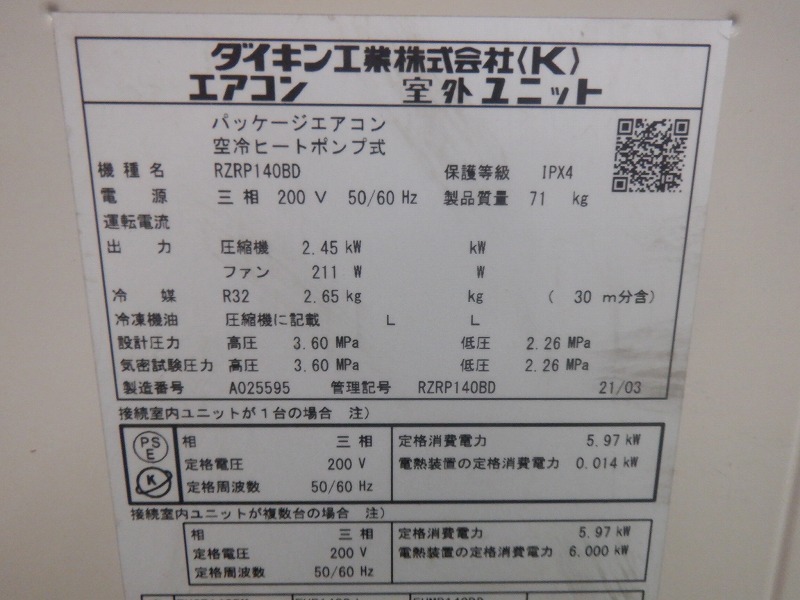 ダイキン工業株式会社〈K〉
エアコン 室外ユニット
パッケージエアコン
空冷ヒートポンプ式
機種名 RZRP140BD 保護等級 IPX4
電源 三相 200 V 50/60 Hz 製品質量 71 kg
運転電流
出力 圧縮機 2.45 kW kW
ファン 211 W W
冷媒 R32 2.65 kg kg ( 30 m分含)
冷凍機油 圧縮機に記載 L L
設計圧力 高圧 3.60 MPa 低圧 2.26 MPa
気密試験圧力 高圧 3.60 MPa 低圧 2.26 MPa
製造番号 A025595 管理記号 RZRP140BD 21/03
接続室内ユニットが1台の場合 注)
PS E
K
相 三相 定格消費電力 5.97 kW
定格電圧 200 V 電熱装置の定格消費電力 0.014 kW
定格周波数 50/60 Hz
接続室内ユニットが複数台の場合 注)
相 三相 定格消費電力 5.97 kW
定格電圧 200 V 電熱装置の定格消費電力 6.000 kW
定格周波数 50/60 Hz